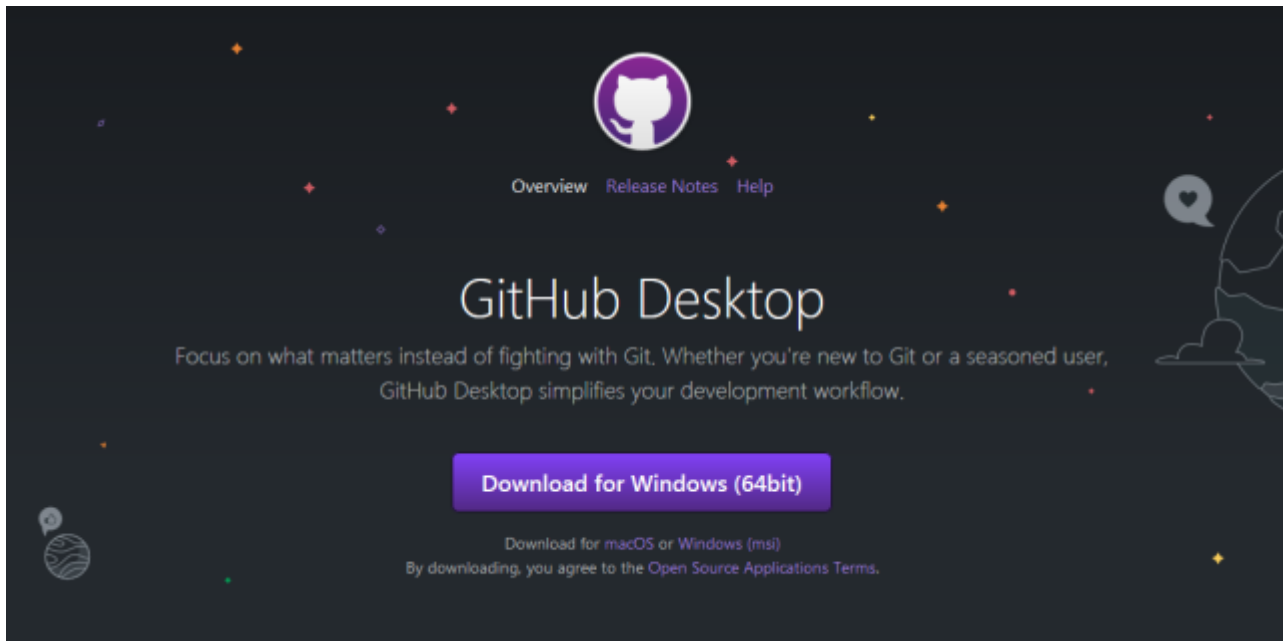 Overview Release Notes Help
GitHub Desktop
Focus on what matters instead of fighting with Git. Whether you're new to Git or a seasoned user,
GitHub Desktop simplifies your development workflow.
Download for Windows (64bit)
Download for macOS or Windows (msi)
By downloading, you agree to the Open Source Applications Terms.